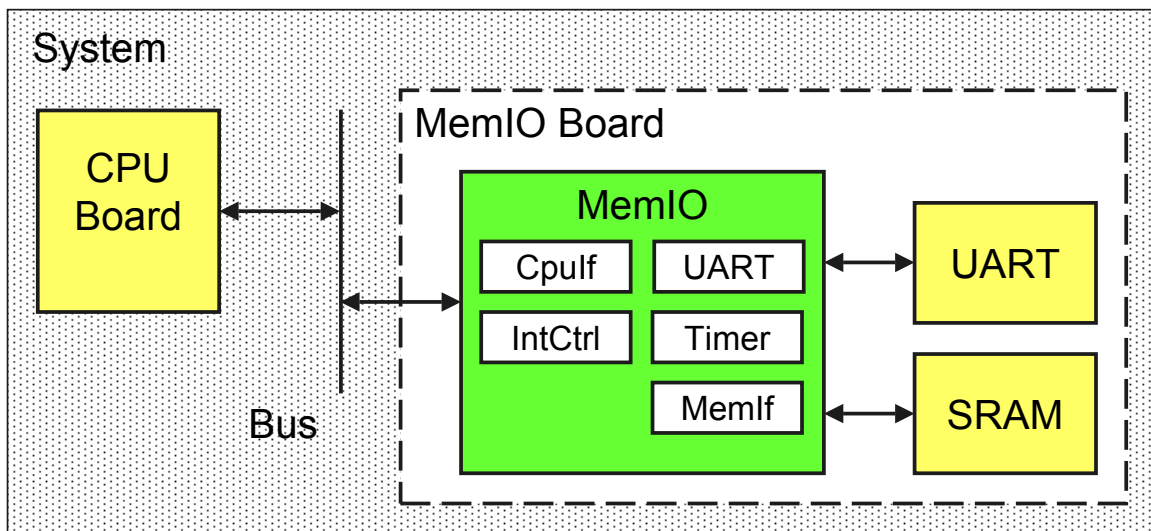 System
MemIO Board
CPU
Board
MemIO
CpuIf
UART
IntCtrl
Timer
MemIf
UART
SRAM
Bus